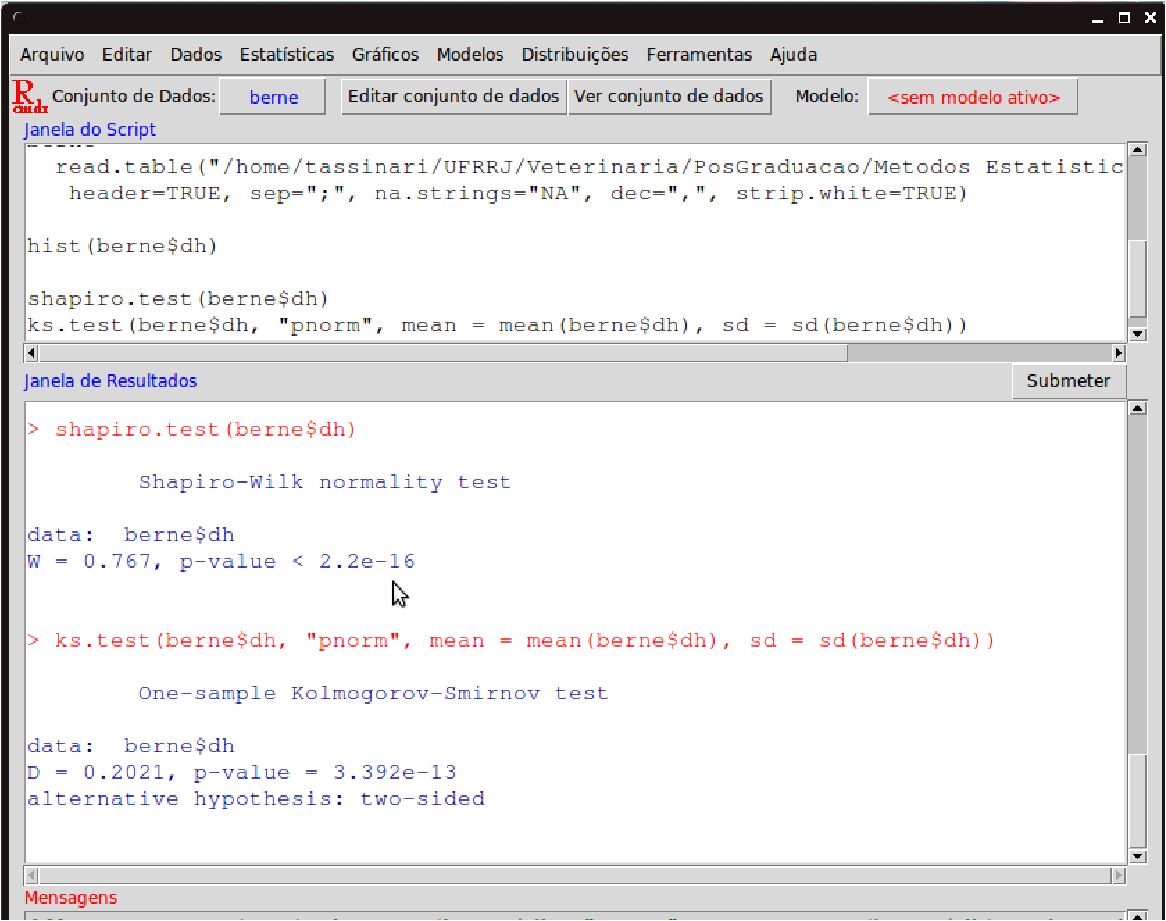 Arquivo Editar Dados Estatísticas Gráficos Modelos Distribuições Ferramentas Ajuda
R cmdr Conjunto de Dados: berne Editar conjunto de dados Ver conjunto de dados Modelo: <sem modelo ativo>
Janela do Script
read.table("/home/tassinari/UFRRJ/Veterinaria/PosGraduacao/Metodos Estatistic
header=TRUE, sep=";", na.strings="NA", dec=",", strip.white=TRUE)
hist(berne$dh)
shapiro.test(berne$dh)
ks.test(berne$dh, "pnorm", mean = mean(berne$dh), sd = sd(berne$dh))
Janela de Resultados Submeter
> shapiro.test(berne$dh)
Shapiro-Wilk normality test
data: berne$dh
W = 0.767, p-value < 2.2e-16
> ks.test(berne$dh, "pnorm", mean = mean(berne$dh), sd = sd(berne$dh))
One-sample Kolmogorov-Smirnov test
data: berne$dh
D = 0.2021, p-value = 3.392e-13
alternative hypothesis: two-sided
Mensagens